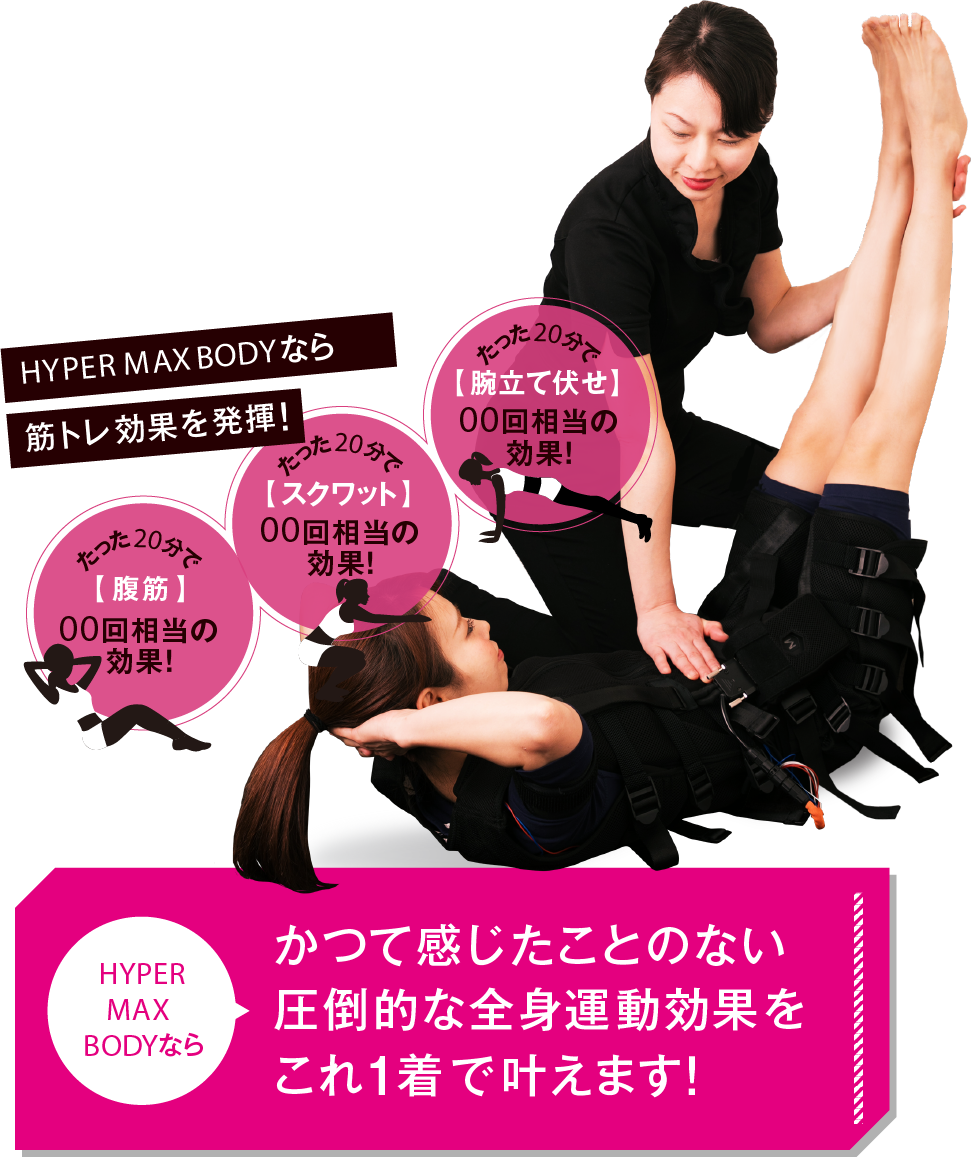 HYPER MAX BODYなら
筋トレ効果を発揮！
たった20分で
【腕立て伏せ】
00回相当の
効果！
たった20分で
【スクワット】
00回相当の
効果！
たった20分で
【腹筋】
00回相当の
効果！
M
HYPER
MAX
BODYなら
かつて感じたことのない
圧倒的な全身運動効果を
これ1着で叶えます！